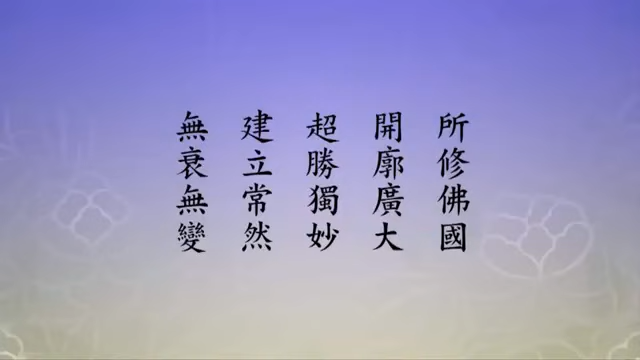 所修佛國
開廓廣大
超勝獨妙
建立常然
無衰無變